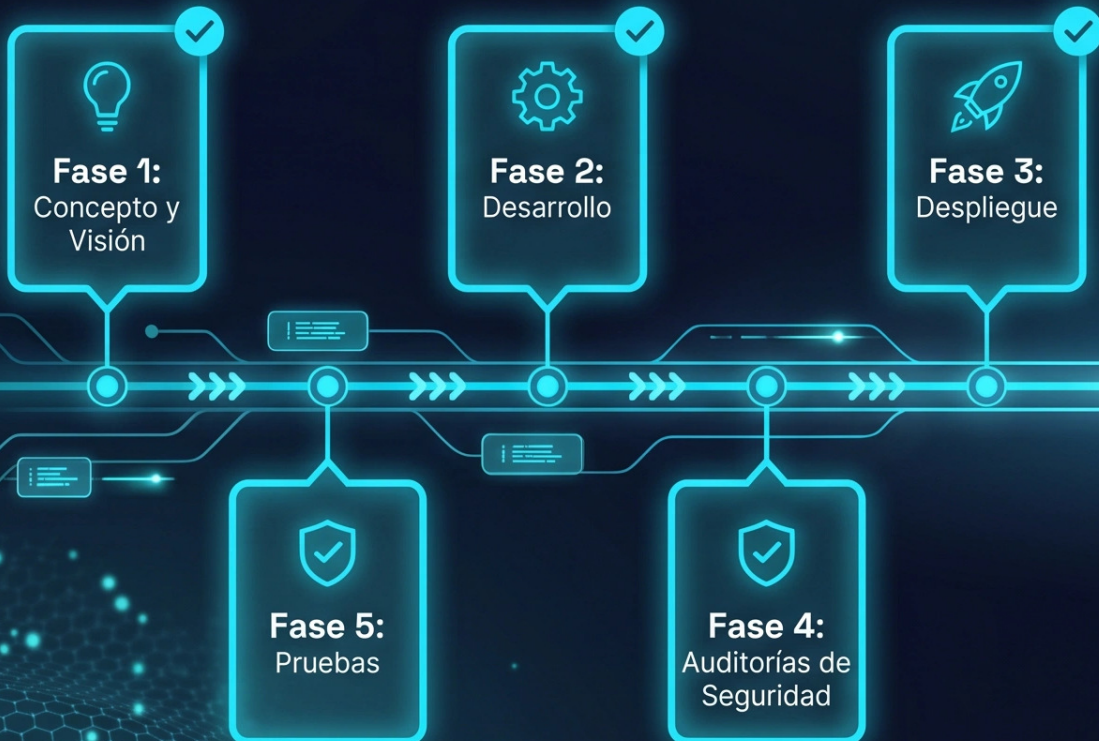 Fase 1:
Concepto y
Visión
Fase 2:
Desarrollo
Fase 3:
Despliegue
Fase 5:
Pruebas
Fase 4:
Auditorías de
Seguridad